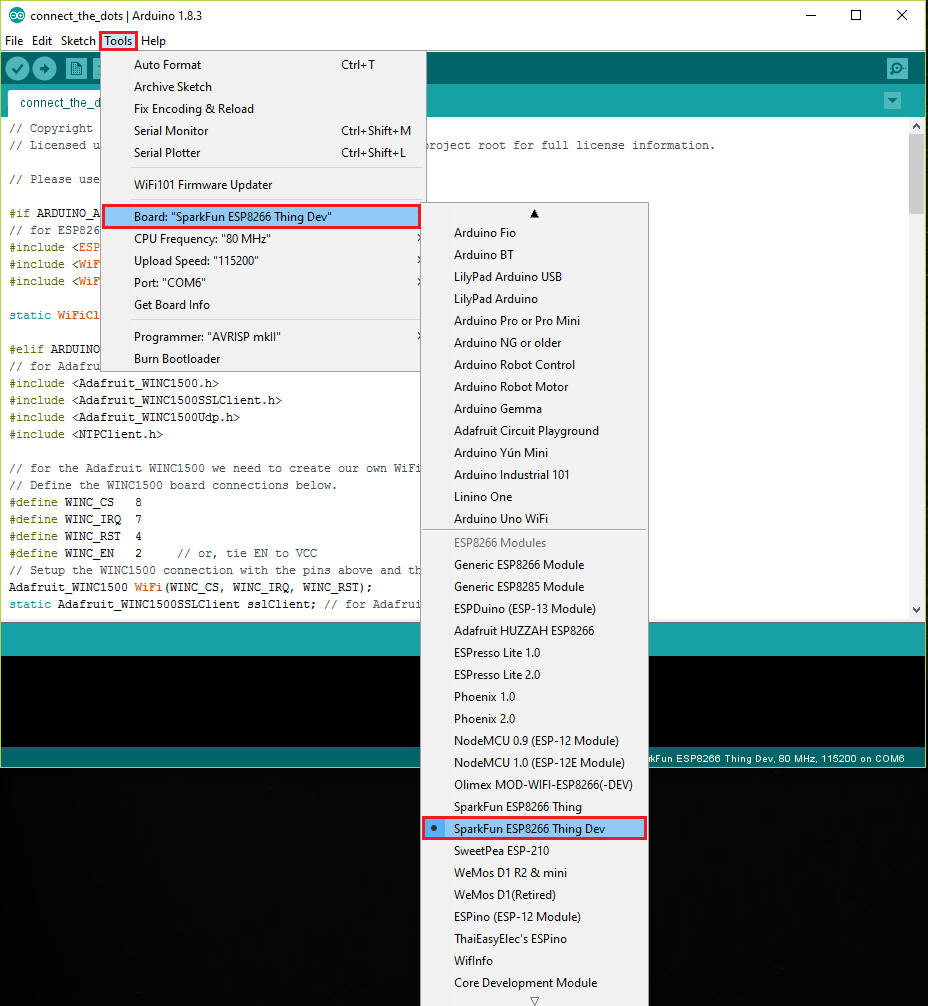 connect_the_dots | Arduino 1.8.3
File Edit Sketch Tools Help
Auto Format Ctrl+T
Archive Sketch
Fix Encoding & Reload
Serial Monitor Ctrl+Shift+M
Serial Plotter Ctrl+Shift+L
WiFi101 Firmware Updater
Board: "SparkFun ESP8266 Thing Dev"
CPU Frequency: "80 MHz"
Upload Speed: "115200"
Port: "COM6"
Get Board Info
Programmer: "AVRISP mkII"
Burn Bootloader
connect_the_d
// Copyright
// Licensed u project root for full license information.
// Please use
#if ARDUINO_A
// for ESP826
#include <ESP
#include <WiF
#include <WiF
static WiFiCl
#elif ARDUINO
// for Adafru
#include <Adafruit_WINC1500.h>
#include <Adafruit_WINC1500SSLClient.h>
#include <Adafruit_WINC1500Udp.h>
#include <NTPClient.h>
// for the Adafruit WINC1500 we need to create our own WiFi
// Define the WINC1500 board connections below.
#define WINC_CS 8
#define WINC_IRQ 7
#define WINC_RST 4
#define WINC_EN 2 // or, tie EN to VCC
// Setup the WINC1500 connection with the pins above and th
Adafruit_WINC1500 WiFi(WINC_CS, WINC_IRQ, WINC_RST);
static Adafruit_WINC1500SSLClient sslClient; // for Adafrui
Arduino Fio
Arduino BT
LilyPad Arduino USB
LilyPad Arduino
Arduino Pro or Pro Mini
Arduino NG or older
Arduino Robot Control
Arduino Robot Motor
Arduino Gemma
Adafruit Circuit Playground
Arduino Yún Mini
Arduino Industrial 101
Linino One
Arduino Uno WiFi
ESP8266 Modules
Generic ESP8266 Module
Generic ESP8285 Module
ESPDuino (ESP-13 Module)
Adafruit HUZZAH ESP8266
ESPresso Lite 1.0
ESPresso Lite 2.0
Phoenix 1.0
Phoenix 2.0
NodeMCU 0.9 (ESP-12 Module)
NodeMCU 1.0 (ESP-12E Module)
Olimex MOD-WIFI-ESP8266(-DEV)
SparkFun ESP8266 Thing
SparkFun ESP8266 Thing Dev
SweetPea ESP-210
WeMos D1 R2 & mini
WeMos D1(Retired)
ESPino (ESP-12 Module)
ThaiEasyElec's ESPino
WifInfo
Core Development Module
rkFun ESP8266 Thing Dev, 80 MHz, 115200 on COM6